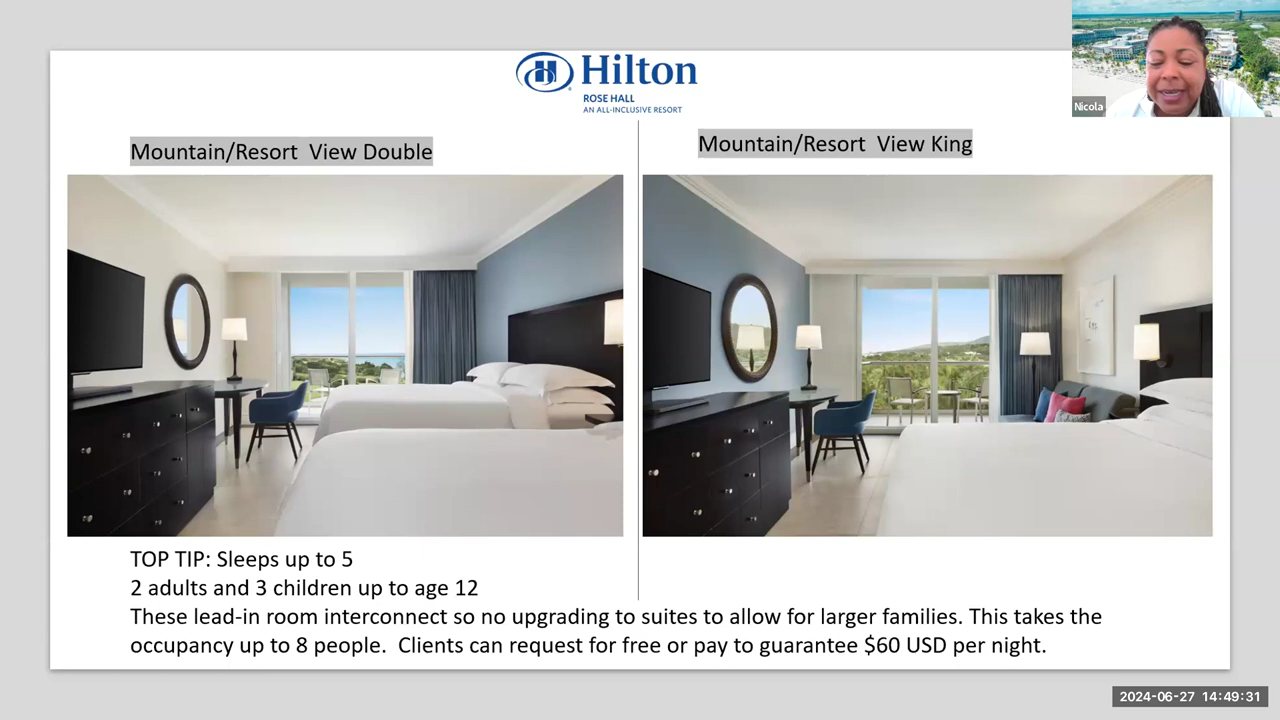 Hilton
ROSE HALL
AN ALL-INCLUSIVE RESORT
Nicola
Mountain/Resort View Double
Mountain/Resort View King
TOP TIP: Sleeps up to 5
2 adults and 3 children up to age 12
These lead-in room interconnect so no upgrading to suites to allow for larger families. This takes the
occupancy up to 8 people. Clients can request for free or pay to guarantee $60 USD per night.
2024-06-27 14:49:31